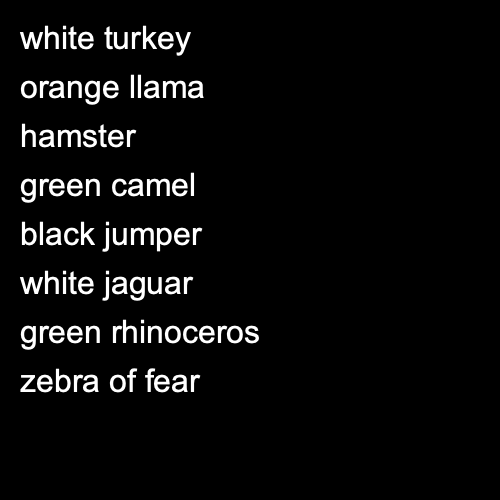 white turkey
orange llama
hamster
green camel
black jumper
white jaguar
green rhinoceros
zebra of fear